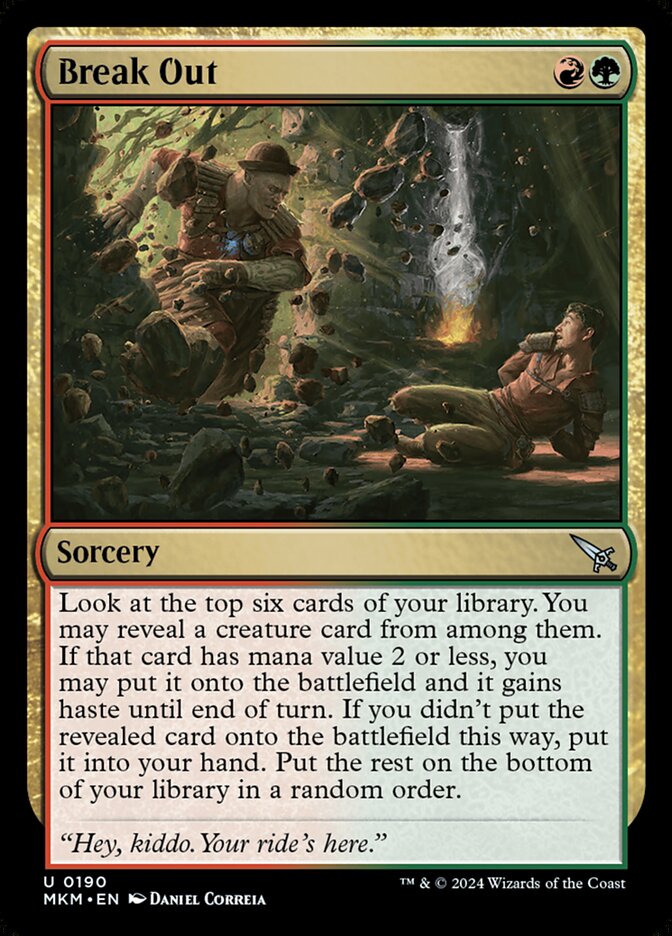 Break Out
Sorcery
Look at the top six cards of your library. You
may reveal a creature card from among them.
If that card has mana value 2 or less, you
may put it onto the battlefield and it gains
haste until end of turn. If you didn't put the
revealed card onto the battlefield this way, put
it into your hand. Put the rest on the bottom
of your library in a random order.
“Hey, kiddo. Your ride's here.”
U 0190
MKM • EN Daniel Correia
™ & © 2024 Wizards of the Coast